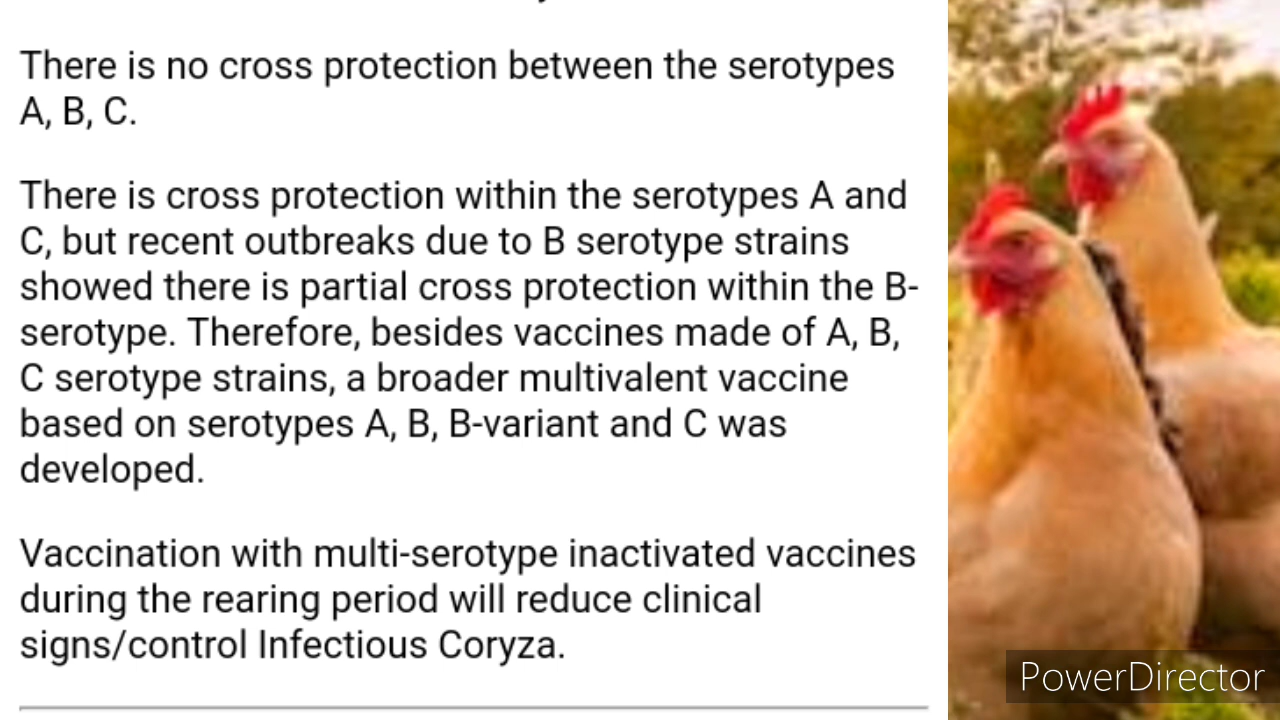 There is no cross protection between the serotypes
A, B, C.
There is cross protection within the serotypes A and
C, but recent outbreaks due to B serotype strains
showed there is partial cross protection within the B-
serotype. Therefore, besides vaccines made of A, B,
C serotype strains, a broader multivalent vaccine
based on serotypes A, B, B-variant and C was
developed.
Vaccination with multi-serotype inactivated vaccines
during the rearing period will reduce clinical
signs/control Infectious Coryza.
PowerDirector